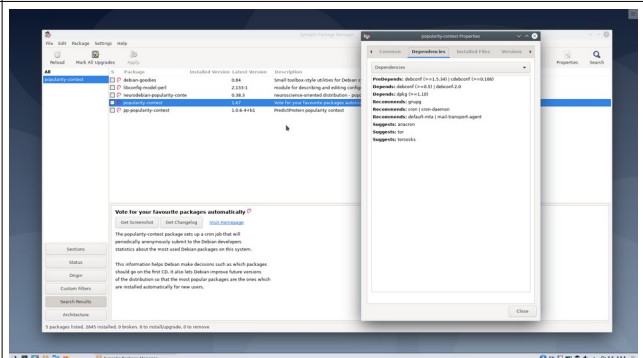 Synaptic Package Manager
File Edit Package Settings Help
Reload Mark All Upgrades Apply Properties Search
All
popularity-contest
S Package Installed Version Latest Version Description
debian-goodies 0.84 Small toolbox-style utilities for Debian
libconfig-model-perl 2.133-1 module for describing and editing config
neurodebian-popularity-conte 0.38.3 neuroscience-oriented distribution - popc
popularity-contest 1.67 Vote for your favourite packages autom
pp-popularity-contest 1.0.6-4+b1 PredictProtein popularity contest
Vote for your favourite packages automatically
Get Screenshot Get Changelog Visit Homepage
The popularity-contest package sets up a cron job that will
periodically anonymously submit to the Debian developers
statistics about the most used Debian packages on this system.
This information helps Debian make decisions such as which packages
should go on the first CD. It also lets Debian improve future versions
of the distribution so that the most popular packages are the ones which
are installed automatically for new users.
Sections
Status
Origin
Custom Filters
Search Results
Architecture
5 packages listed, 2645 installed, 0 broken, 0 to install/upgrade, 0 to remove
popularity-contest Properties
Common Dependencies Installed Files Versions
Dependencies
PreDepends: debconf (>=1.5.34) | cdebconf (>=0.106)
Depends: debconf (>=0.5) | debconf-2.0
Depends: dpkg (>=1.10)
Recommends: gnupg
Recommends: cron | cron-daemon
Recommends: default-mta | mail-transport-agent
Suggests: anacron
Suggests: tor
Suggests: torsocks
Close